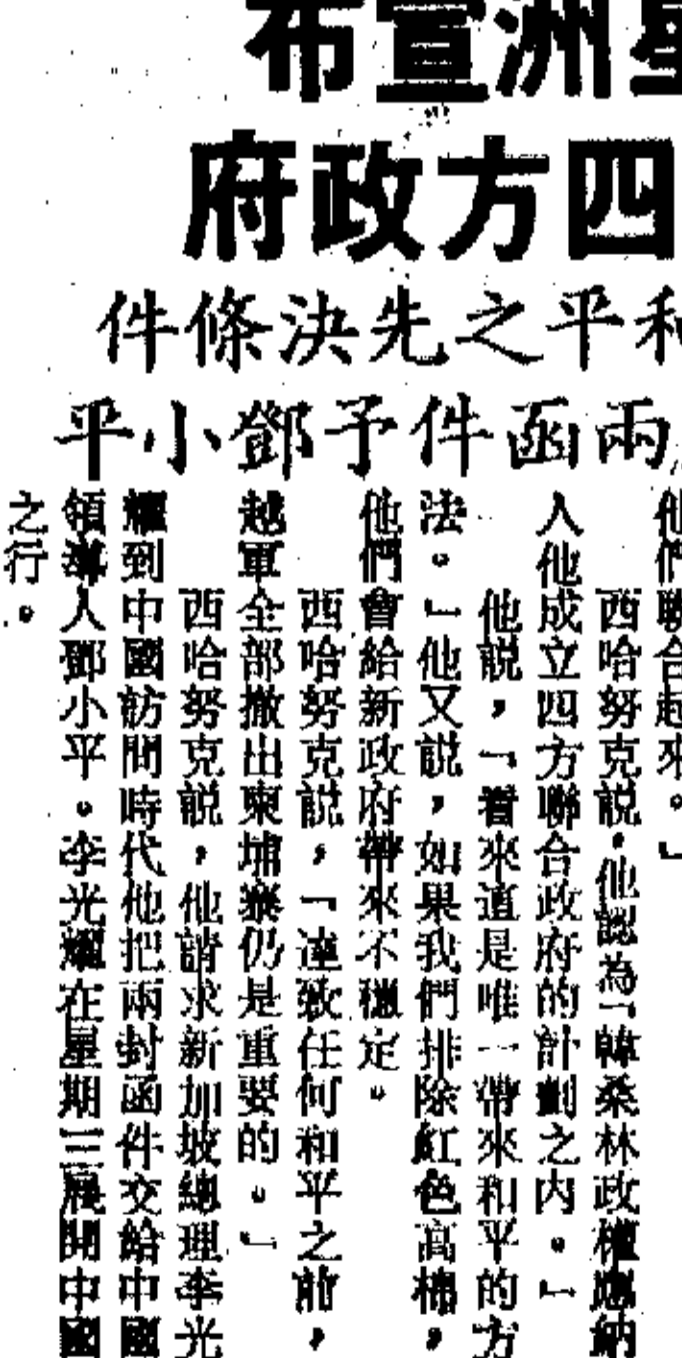 星洲宣布
四方政府
和平之先決條件
兩函件予鄧小平
他們聯合起來。」
西哈努克說，他認為「韓桑林政權應納
入他成立四方聯合政府的計劃之內。」
他說，「看來這是唯一帶來和平的方
法。」他又說，如果我們排除紅色高棉，
他們會給新政府帶來不穩定。
西哈努克說，「達致任何和平之前，
越軍全部撤出柬埔寨仍是重要的。」
西哈努克說，他請求新加坡總理李光
耀到中國訪問時代他把兩封函件交給中國
領導人鄧小平。李光耀在星期三展開中國
之行。